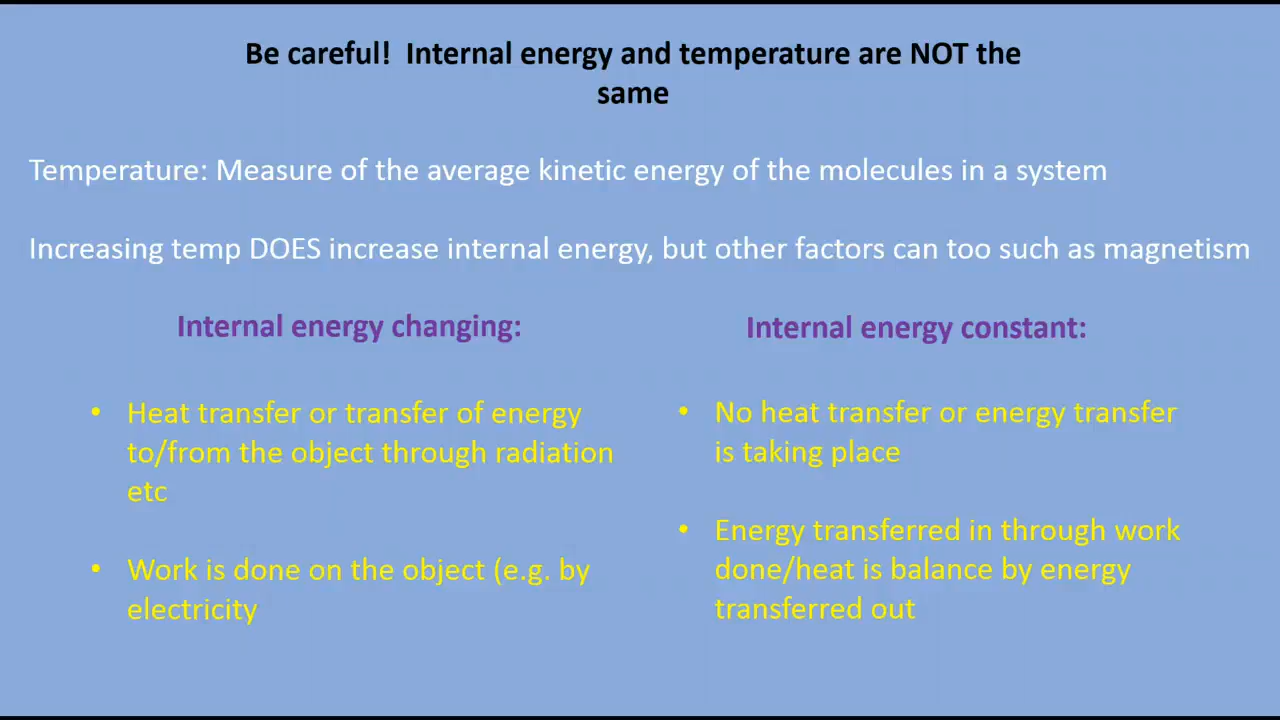 Be careful!  Internal energy and temperature are NOT the
same
Temperature: Measure of the average kinetic energy of the molecules in a system
Increasing temp DOES increase internal energy, but other factors can too such as magnetism
Internal energy changing:
• Heat transfer or transfer of energy
to/from the object through radiation
etc
• Work is done on the object (e.g. by
electricity
Internal energy constant:
• No heat transfer or energy transfer
is taking place
• Energy transferred in through work
done/heat is balance by energy
transferred out